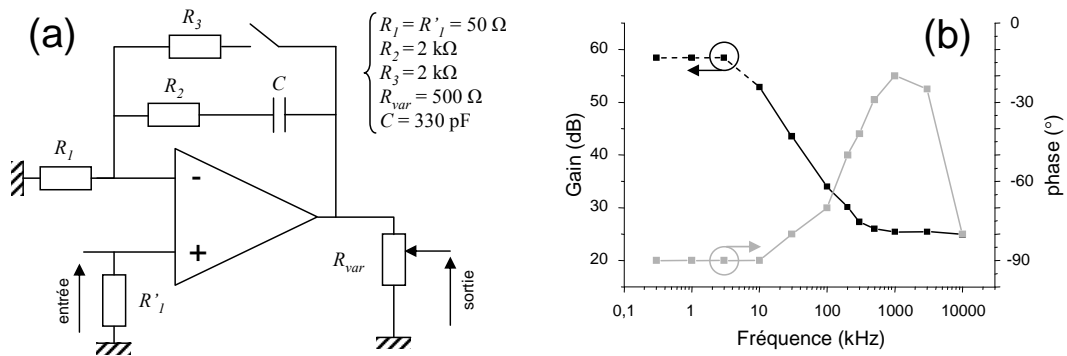 (a)
R3
R2
C
R1
-
+
R'1
entrée
Rvar
sortie
R1 = R'1 = 50 Ω
R2 = 2 kΩ
R3 = 2 kΩ
Rvar = 500 Ω
C = 330 pF
(b)
Gain (dB)
60
50
40
30
20
0,1
1
10
100
1000
10000
Fréquence (kHz)
0
-30
-60
-90
phase (°)